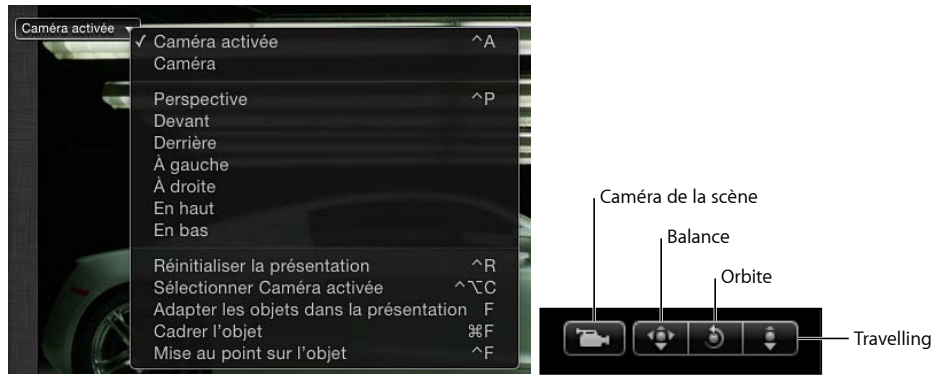 Caméra activée
✓ Caméra activée ^A
Caméra
Perspective ^P
Devant
Derrière
À gauche
À droite
En haut
En bas
Réinitialiser la présentation ^R
Sélectionner Caméra activée ^⌥C
Adapter les objets dans la présentation F
Cadrer l'objet ⌘F
Mise au point sur l'objet ^F
Caméra de la scène
Balance
Orbite
Travelling